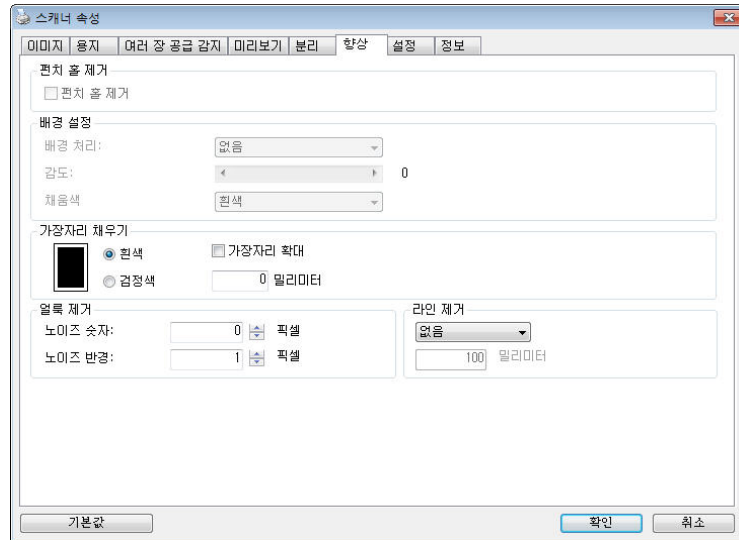 스캐너 속성
이미지 용지 여러 장 공급 감지 미리보기 분리 향상 설정 정보
펀치 홀 제거
펀치 홀 제거
배경 설정
배경 처리: 없음
감도: 0
채움색 흰색
가장자리 채우기
흰색 가장자리 확대
검정색 0 밀리미터
얼룩 제거 라인 제거
노이즈 숫자: 0 픽셀 없음
노이즈 반경: 1 픽셀 100 밀리미터
기본값 확인 취소